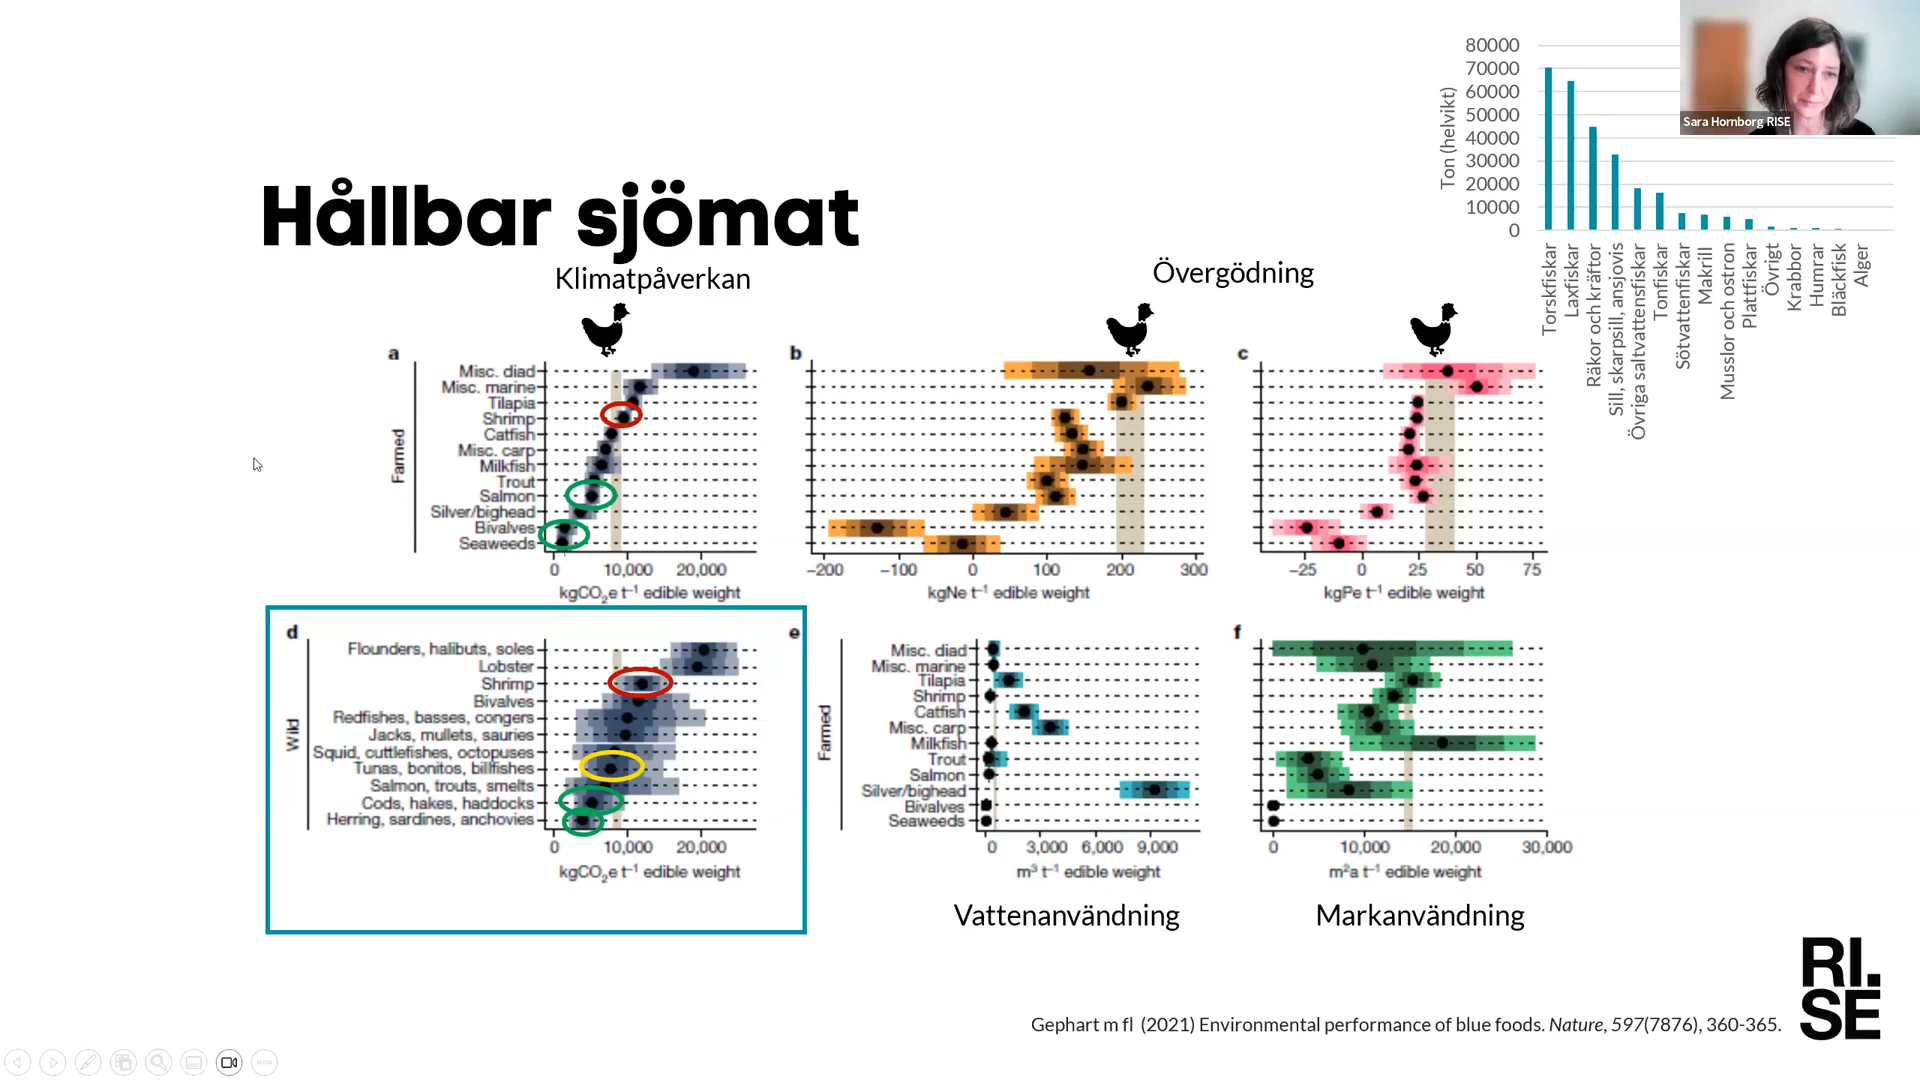 80000
70000
60000
50000
40000
30000
20000
10000
0
Ton (helvikt)
Torskfiskar
Laxfiskar
Räkor och kräftor
Sill, skarpsill, ansjovis
Övriga saltvattensfiskar
Tonfiskar
Sötvattenfiskar
Makrill
Musslor och ostron
Plattfiskar
Övrigt
Krabbor
Humrar
Bläckfisk
Alger
Sara Hornborg RISE
Hållbar sjömat
Klimatpåverkan
Övergödning
a
Farmed
Misc. diad
Misc. marine
Tilapia
Shrimp
Catfish
Misc. carp
Milkfish
Trout
Salmon
Silver/bighead
Bivalves
Seaweeds
0 10,000 20,000
kgCO₂e t⁻¹ edible weight
b
−200 −100 0 100 200 300
kgNe t⁻¹ edible weight
c
−25 0 25 50 75
kgPe t⁻¹ edible weight
d
Wild
Flounders, halibuts, soles
Lobster
Shrimp
Bivalves
Redfishes, basses, congers
Jacks, mullets, sauries
Squid, cuttlefishes, octopuses
Tunas, bonitos, billfishes
Salmon, trouts, smelts
Cods, hakes, haddocks
Herring, sardines, anchovies
0 10,000 20,000
kgCO₂e t⁻¹ edible weight
e
Farmed
Misc. diad
Misc. marine
Tilapia
Shrimp
Catfish
Misc. carp
Milkfish
Trout
Salmon
Silver/bighead
Bivalves
Seaweeds
0 3,000 6,000 9,000
m³ t⁻¹ edible weight
f
0 10,000 20,000 30,000
m²a t⁻¹ edible weight
Vattenanvändning
Markanvändning
Gephart m fl (2021) Environmental performance of blue foods. Nature, 597(7876), 360-365.
RI.
SE